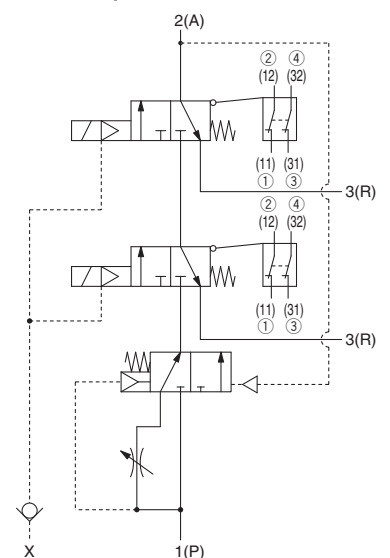 2(A)
② ④
(12) (32)
(11) (31)
① ③
3(R)
② ④
(12) (32)
(11) (31)
① ③
3(R)
X
1(P)